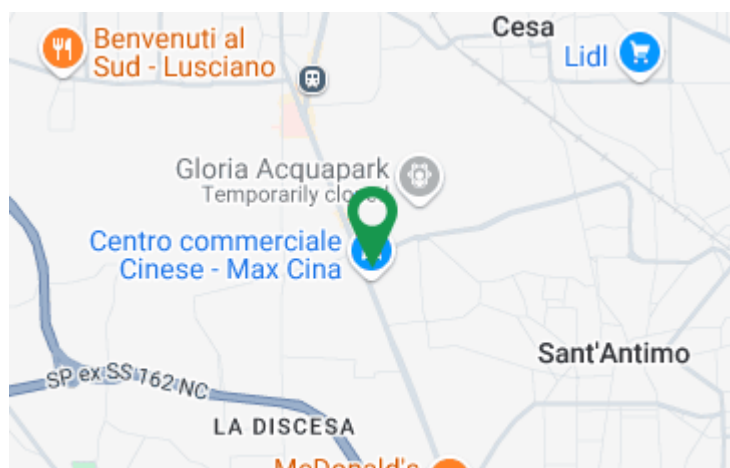 Benvenuti al
Sud - Lusciano
Cesa
Lidl
Gloria Acquapark
Temporarily closed
Centro commerciale
Cinese - Max Cina
Sant'Antimo
SP ex SS 162 NC
LA DISCESA
McDonald's